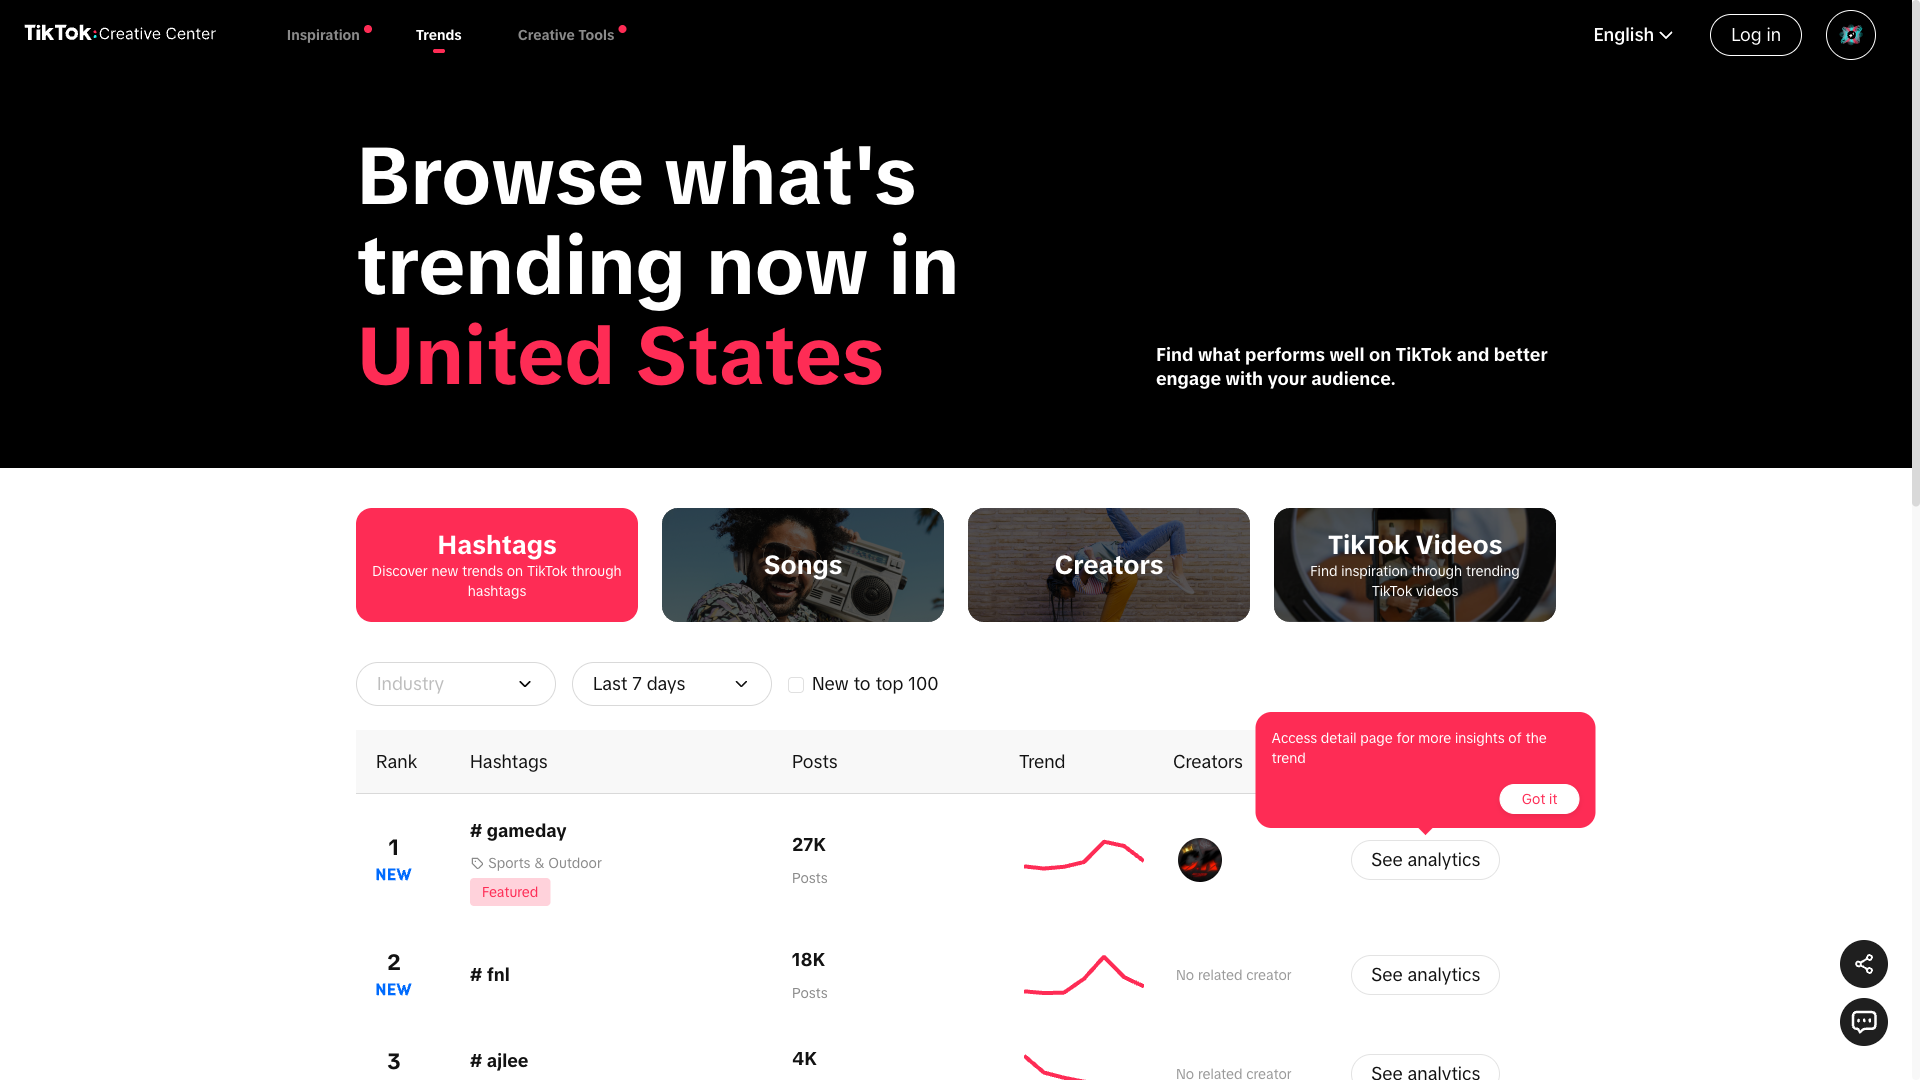 TikTok:Creative Center
Inspiration
Trends
Creative Tools
English
Log in
Browse what's
trending now in
United States
Find what performs well on TikTok and better
engage with your audience.
Hashtags
Discover new trends on TikTok through
hashtags
Songs
Creators
TikTok Videos
Find inspiration through trending
TikTok videos
Industry
Last 7 days
New to top 100
Rank
Hashtags
Posts
Trend
Creators
Access detail page for more insights of the
trend
Got it
1
NEW
# gameday
Sports & Outdoor
Featured
27K
Posts
See analytics
2
NEW
# fnl
18K
Posts
No related creator
See analytics
3
# ajlee
4K
No related creator
See analytics